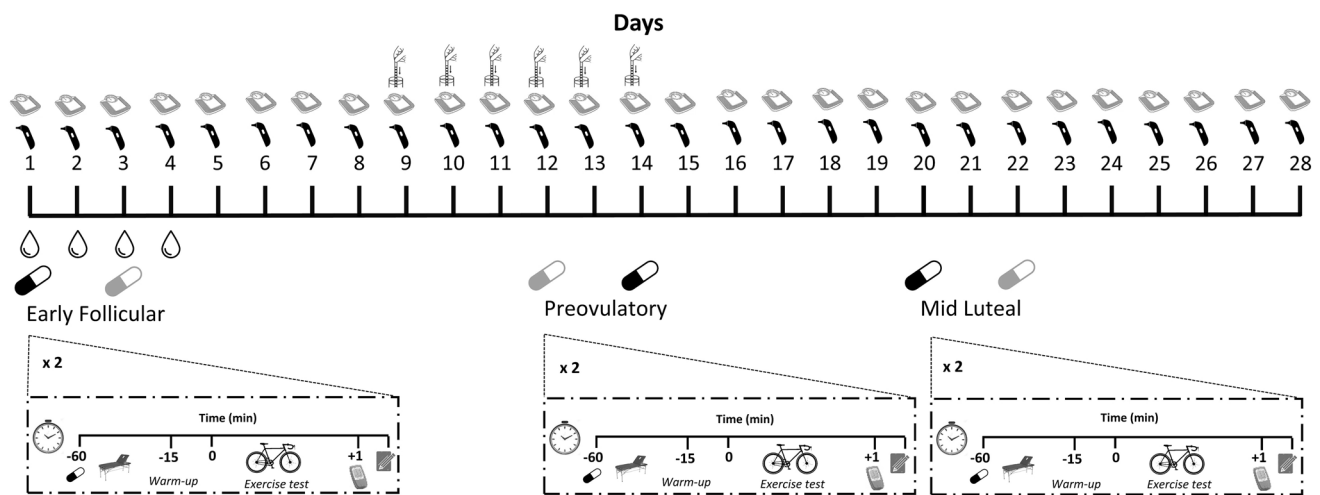 Days
1 2 3 4 5 6 7 8 9 10 11 12 13 14 15 16 17 18 19 20 21 22 23 24 25 26 27 28
Early Follicular
Preovulatory
Mid Luteal
x 2
Time (min)
-60 -15 0 +1
Warm-up Exercise test
x 2
Time (min)
-60 -15 0 +1
Warm-up Exercise test
x 2
Time (min)
-60 -15 0 +1
Warm-up Exercise test